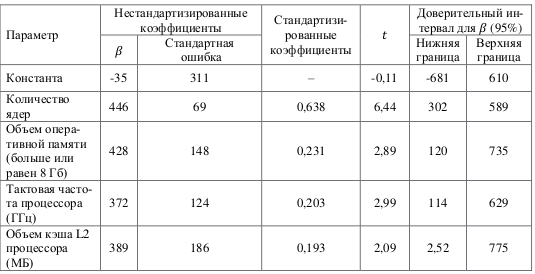 Параметр
Нестандартизированные
коэффициенты
Стандартизи-
рованные
коэффициенты
t
Доверительный ин-
тервал для β (95%)
β
Стандартная
ошибка
Нижняя
граница
Верхняя
граница
Константа -35 311 – -0,11 -681 610
Количество
ядер
446 69 0,638 6,44 302 589
Объем опера-
тивной памяти
(больше или
равен 8 Гб)
428 148 0,231 2,89 120 735
Тактовая часто-
та процессора
(ГГц)
372 124 0,203 2,99 114 629
Объем кэша L2
процессора
(МБ)
389 186 0,193 2,09 2,52 775